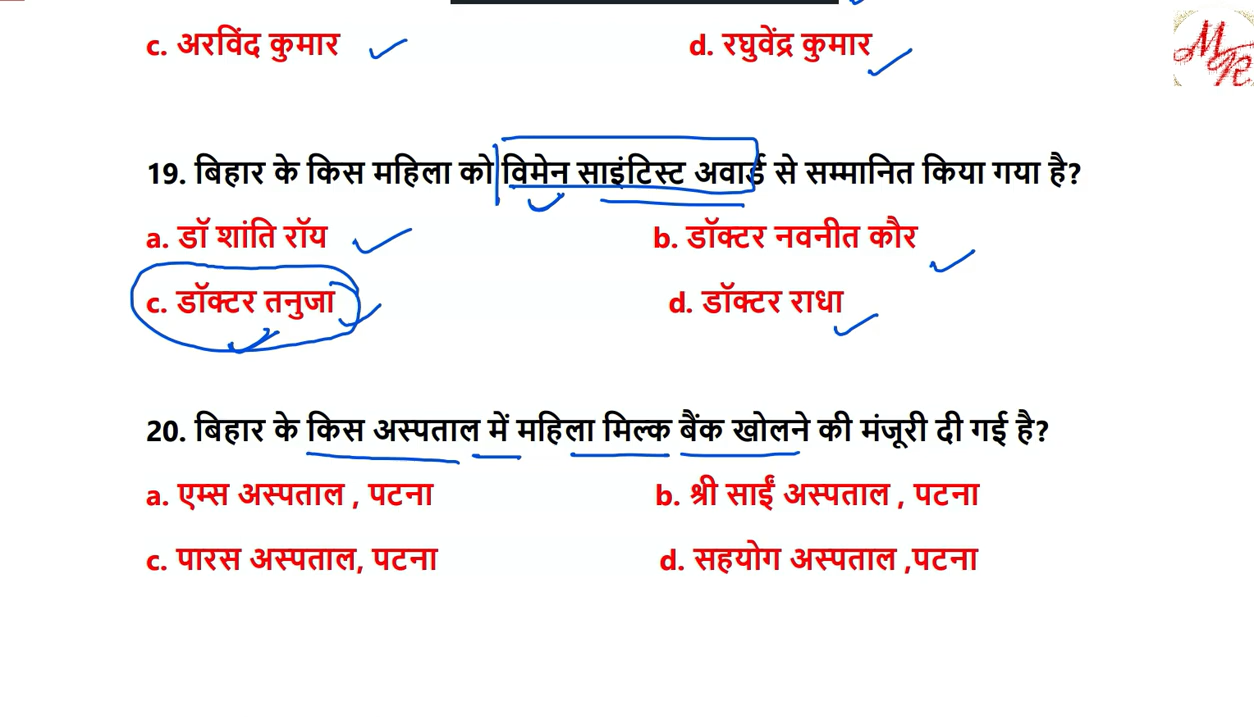 c. अरविंद कुमार d. रघुवेंद्र कुमार
MR
19. बिहार के किस महिला को विमेन साइंटिस्ट अवार्ड से सम्मानित किया गया है?
a. डॉ शांति रॉय b. डॉक्टर नवनीत कौर
c. डॉक्टर तनुजा d. डॉक्टर राधा
20. बिहार के किस अस्पताल में महिला मिल्क बैंक खोलने की मंजूरी दी गई है?
a. एम्स अस्पताल , पटना b. श्री साईं अस्पताल , पटना
c. पारस अस्पताल, पटना d. सहयोग अस्पताल ,पटना